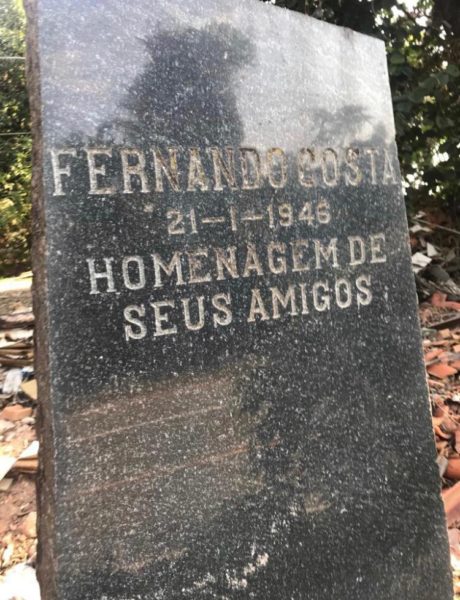 FERNANDO COSTA
21-1-1946
HOMENAGEM DE
SEUS AMIGOS